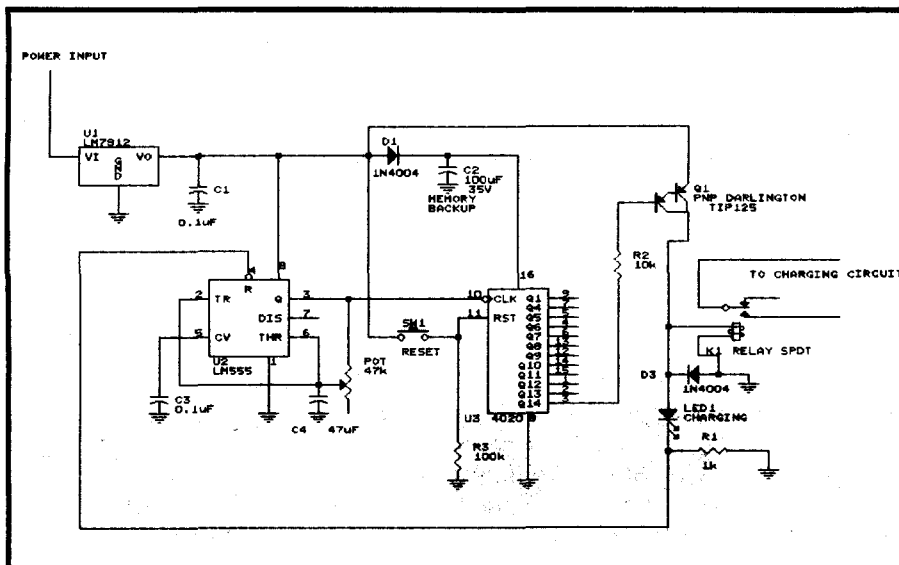 POWER INPUT
U1
LM7912
VI
GND
VO
C1
0.1uF
D1
1N4004
C2
100uF
35V
MEMORY
BACKUP
Q1
PNP DARLINGTON
TIP125
R2
10k
TO CHARGING CIRCUIT
4
8
R
2
TR
Q
3
DIS
7
5
CV
THR
6
U2
LM555
1
C3
0.1uF
C4
47uF
POT
47k
SW1
RESET
R3
100k
16
10
CLK
11
RST
Q1
Q4
Q5
Q6
Q7
Q8
Q9
Q10
Q11
Q12
Q13
Q14
3
U3
4020
K1
RELAY SPDT
D3
1N4004
LED1
CHARGING
R1
1k